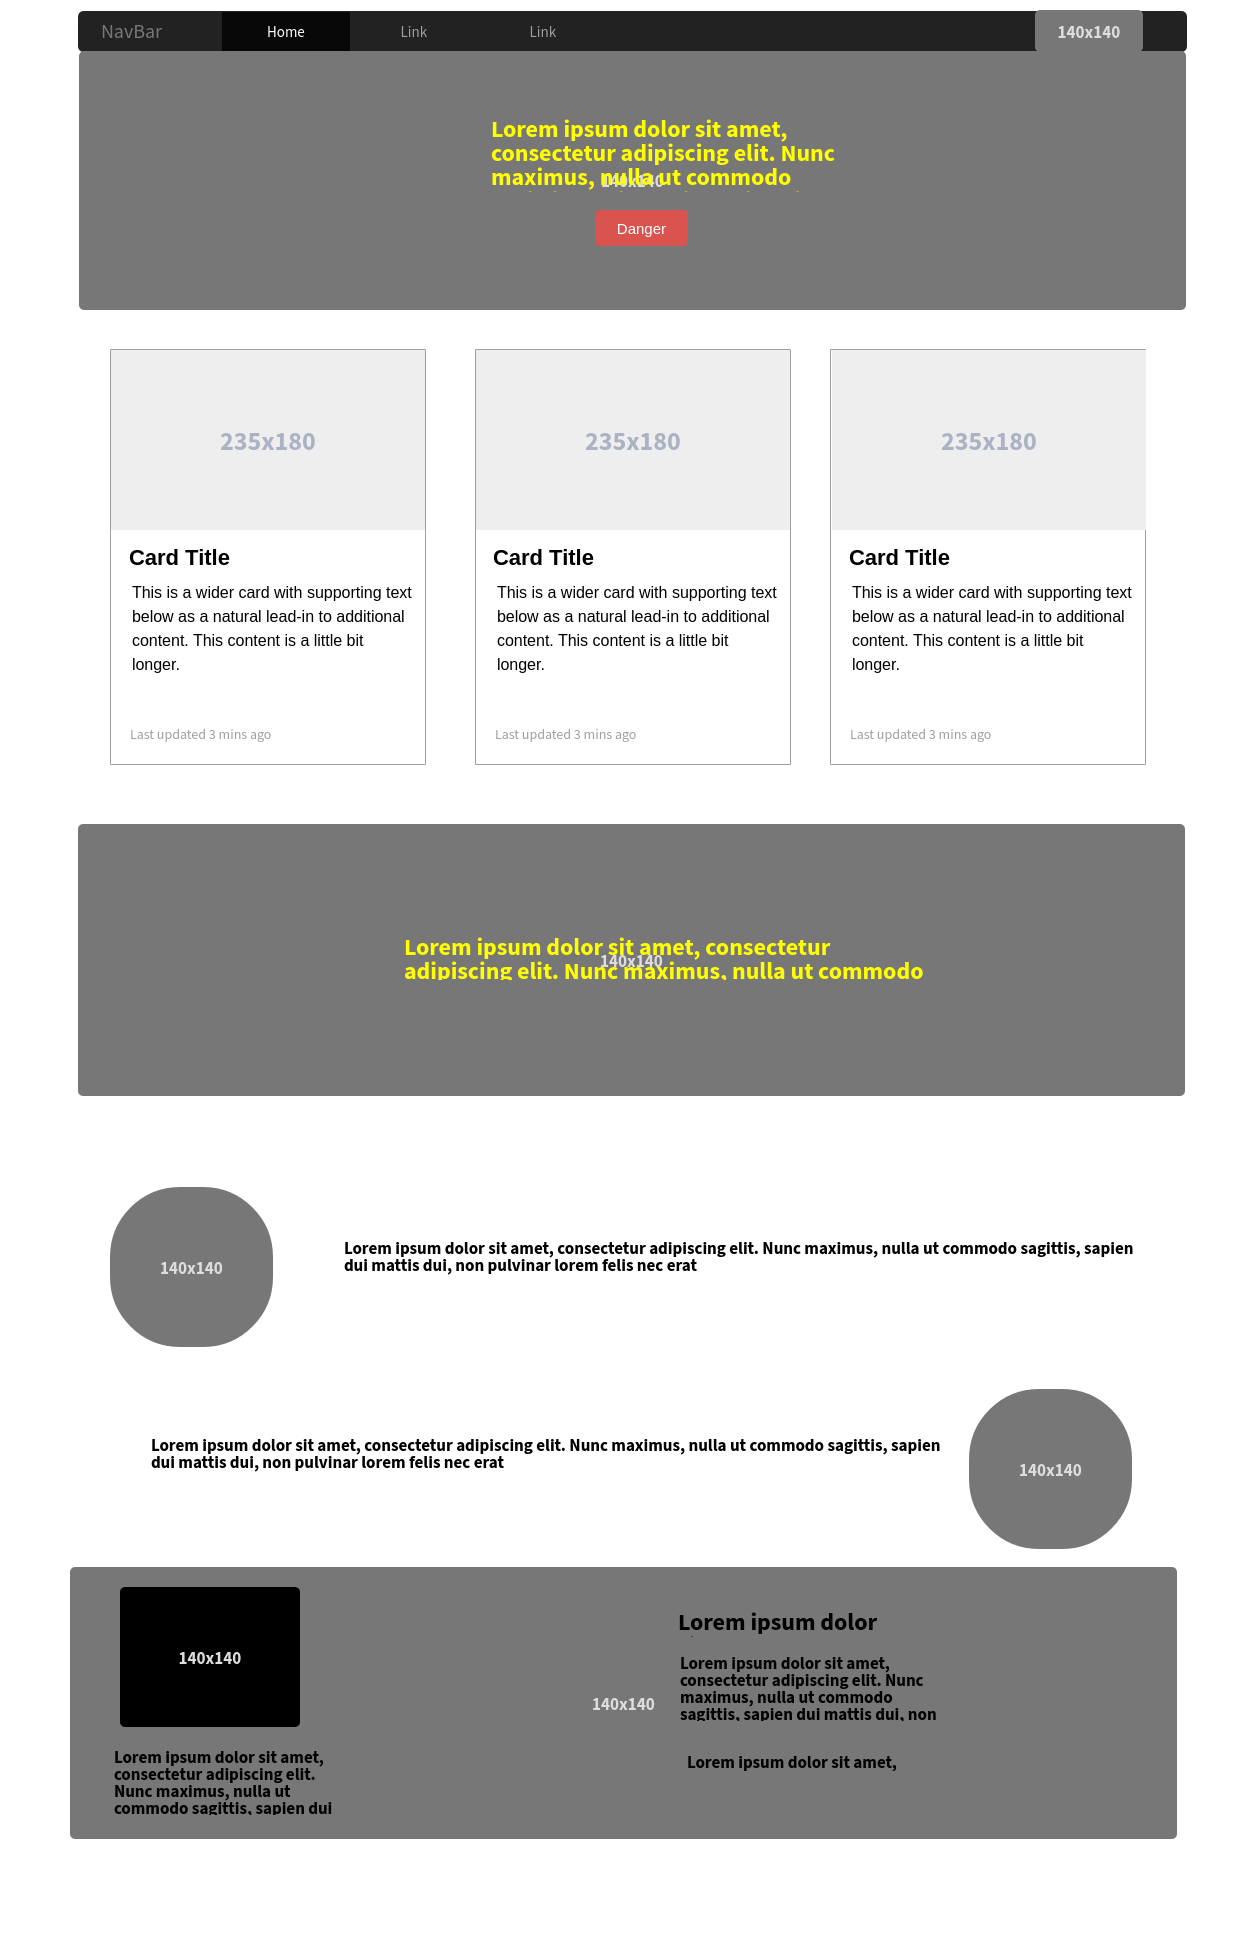 NavBar Home Link Link 140x140
Lorem ipsum dolor sit amet,
consectetur adipiscing elit. Nunc
maximus, nulla ut commodo
140x140
Danger
235x180 235x180 235x180
Card Title
This is a wider card with supporting text
below as a natural lead-in to additional
content. This content is a little bit
longer.
Last updated 3 mins ago
Card Title
This is a wider card with supporting text
below as a natural lead-in to additional
content. This content is a little bit
longer.
Last updated 3 mins ago
Card Title
This is a wider card with supporting text
below as a natural lead-in to additional
content. This content is a little bit
longer.
Last updated 3 mins ago
Lorem ipsum dolor sit amet, consectetur
140x140
adipiscing elit. Nunc maximus, nulla ut commodo
140x140
Lorem ipsum dolor sit amet, consectetur adipiscing elit. Nunc maximus, nulla ut commodo sagittis, sapien
dui mattis dui, non pulvinar lorem felis nec erat
Lorem ipsum dolor sit amet, consectetur adipiscing elit. Nunc maximus, nulla ut commodo sagittis, sapien
dui mattis dui, non pulvinar lorem felis nec erat
140x140
140x140
Lorem ipsum dolor sit amet,
consectetur adipiscing elit.
Nunc maximus, nulla ut
commodo sagittis, sapien dui
140x140
Lorem ipsum dolor
Lorem ipsum dolor sit amet,
consectetur adipiscing elit. Nunc
maximus, nulla ut commodo
sagittis, sapien dui mattis dui, non
Lorem ipsum dolor sit amet,